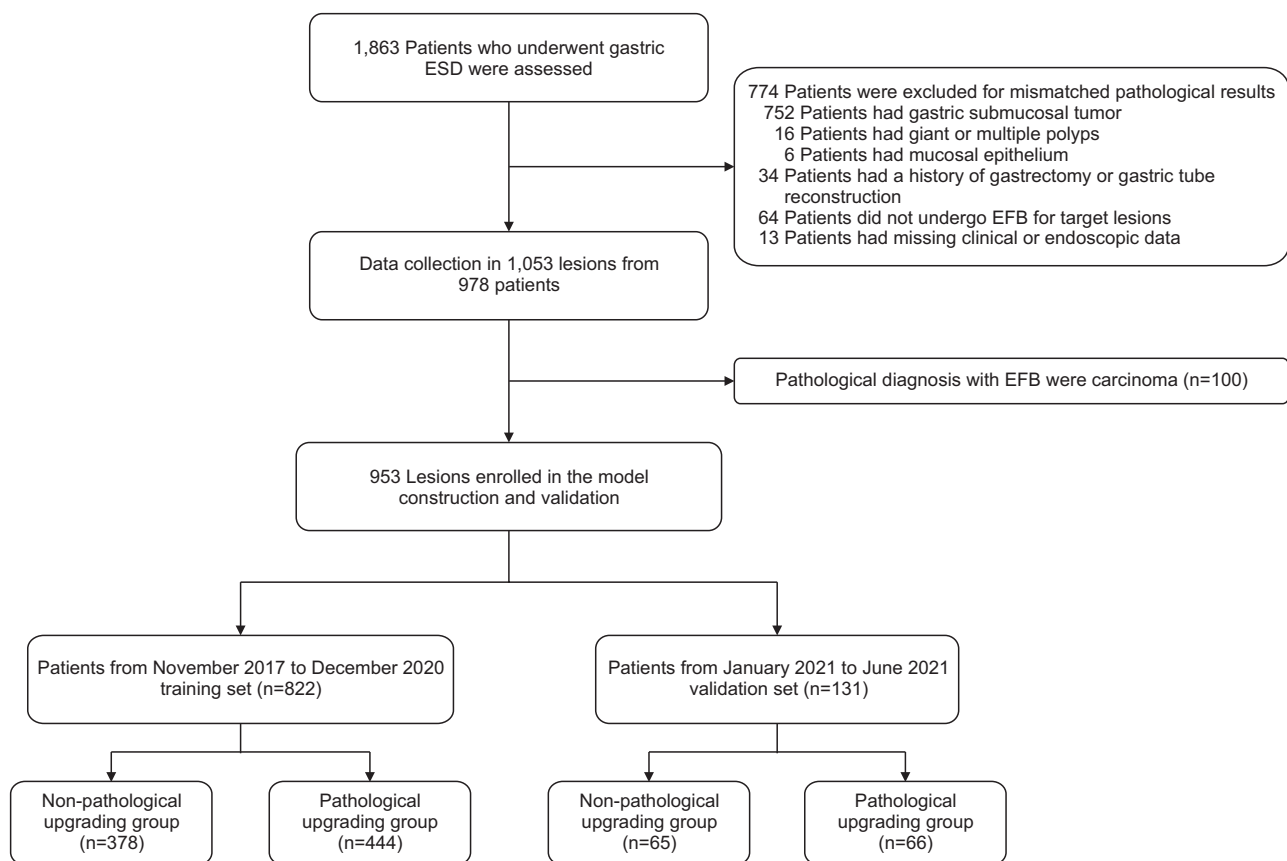 1,863 Patients who underwent gastric
ESD were assessed
774 Patients were excluded for mismatched pathological results
752 Patients had gastric submucosal tumor
16 Patients had giant or multiple polyps
6 Patients had mucosal epithelium
34 Patients had a history of gastrectomy or gastric tube
reconstruction
64 Patients did not undergo EFB for target lesions
13 Patients had missing clinical or endoscopic data
Data collection in 1,053 lesions from
978 patients
Pathological diagnosis with EFB were carcinoma (n=100)
953 Lesions enrolled in the model
construction and validation
Patients from November 2017 to December 2020
training set (n=822)
Patients from January 2021 to June 2021
validation set (n=131)
Non-pathological
upgrading group
(n=378)
Pathological
upgrading group
(n=444)
Non-pathological
upgrading group
(n=65)
Pathological
upgrading group
(n=66)